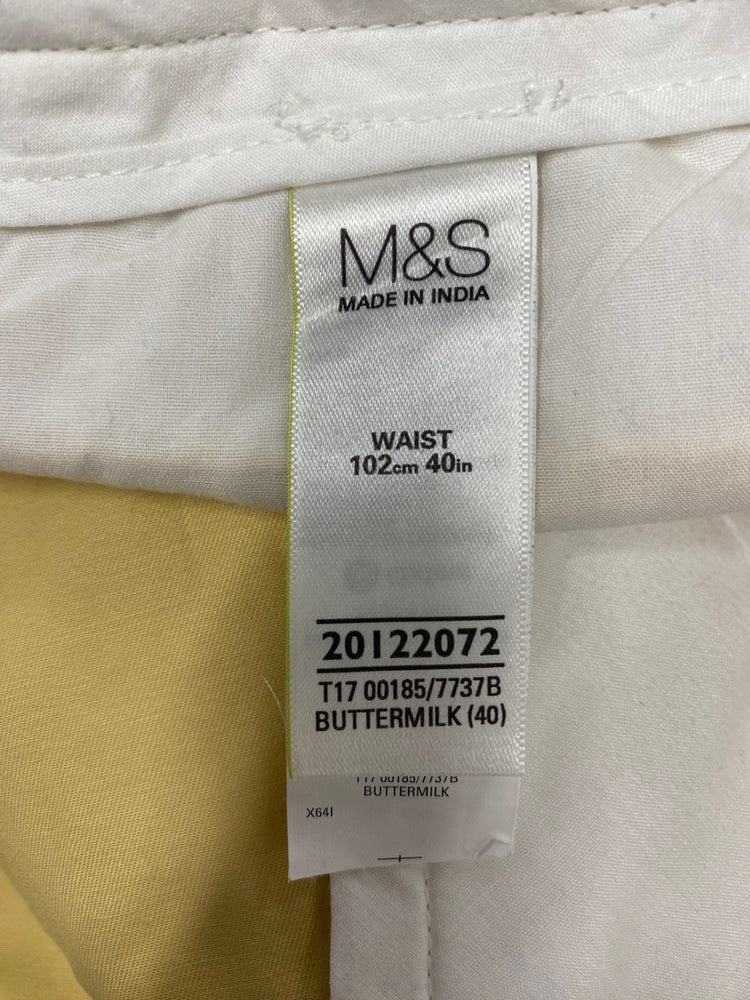 M&S
MADE IN INDIA
WAIST
102cm 40in
20122072
T17 00185/7737B
BUTTERMILK (40)
T17 00185/7737B
BUTTERMILK
X64I